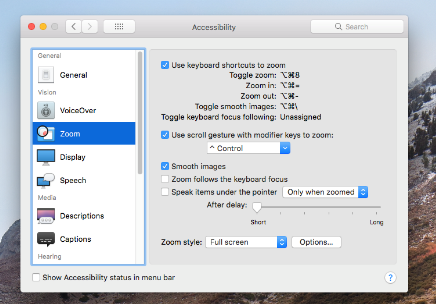 Accessibility
Search
General
General
Vision
VoiceOver
Zoom
Display
Speech
Media
Descriptions
Captions
Hearing
Use keyboard shortcuts to zoom
Toggle zoom: ⌥⌘8
Zoom in: ⌥⌘=
Zoom out: ⌥⌘-
Toggle smooth images: ⌥⌘\
Toggle keyboard focus following: Unassigned
Use scroll gesture with modifier keys to zoom:
^ Control
Smooth images
Zoom follows the keyboard focus
Speak items under the pointer Only when zoomed
After delay:
Short Long
Zoom style: Full screen Options...
Show Accessibility status in menu bar ?